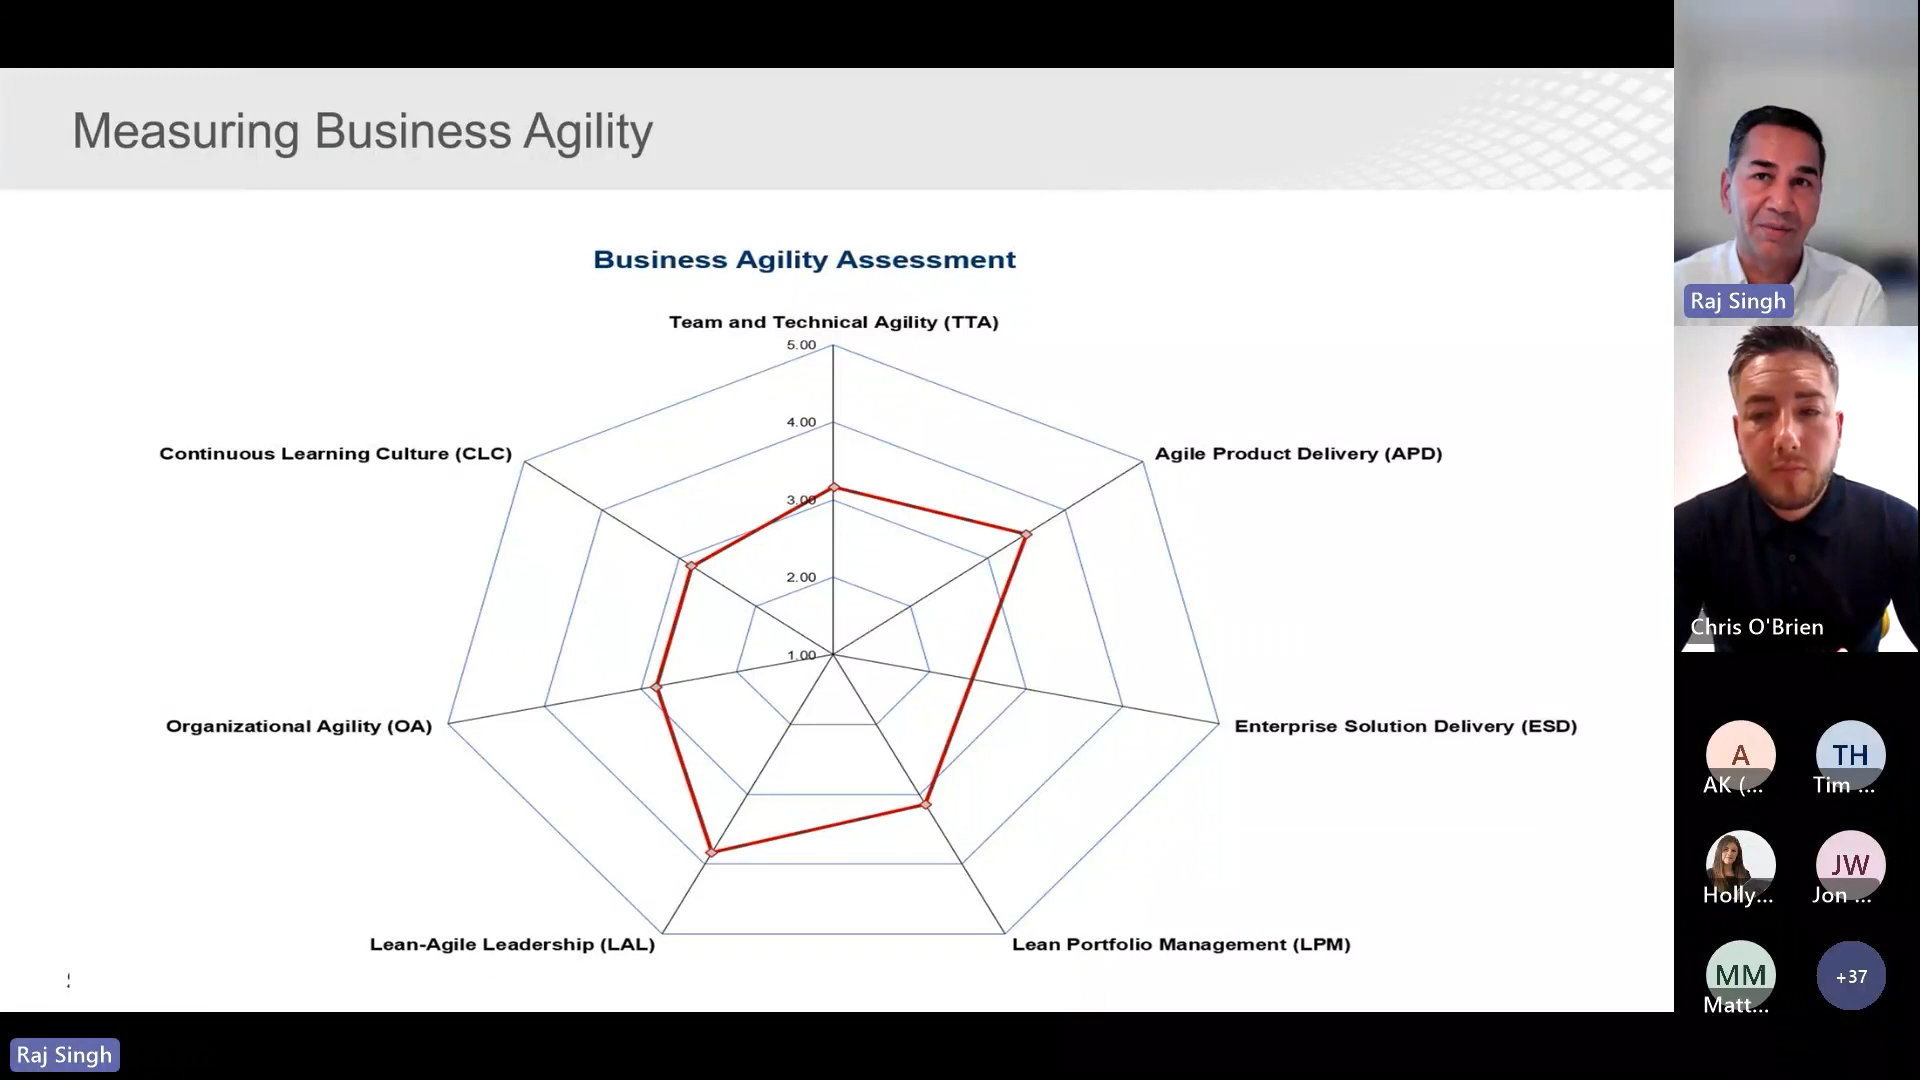 Measuring Business Agility
Business Agility Assessment
Team and Technical Agility (TTA)
5.00
4.00
3.00
2.00
1.00
Continuous Learning Culture (CLC)
Agile Product Delivery (APD)
Organizational Agility (OA)
Enterprise Solution Delivery (ESD)
Lean-Agile Leadership (LAL)
Lean Portfolio Management (LPM)
Raj Singh
Raj Singh
Chris O'Brien
A
AK (...
TH
Tim ...
Holly...
JW
Jon ...
MM
Matt...
+37